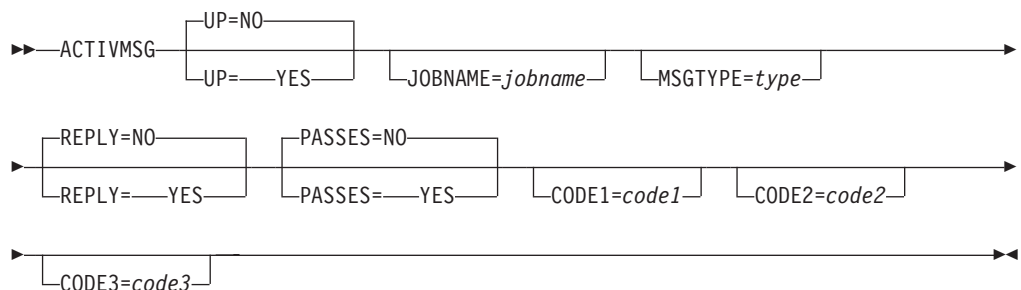 UP=NO
ACTIVMSG
UP= YES JOBNAME=jobname MSGTYPE=type
REPLY=NO PASSES=NO
REPLY= YES PASSES= YES CODE1=code1 CODE2=code2
CODE3=code3